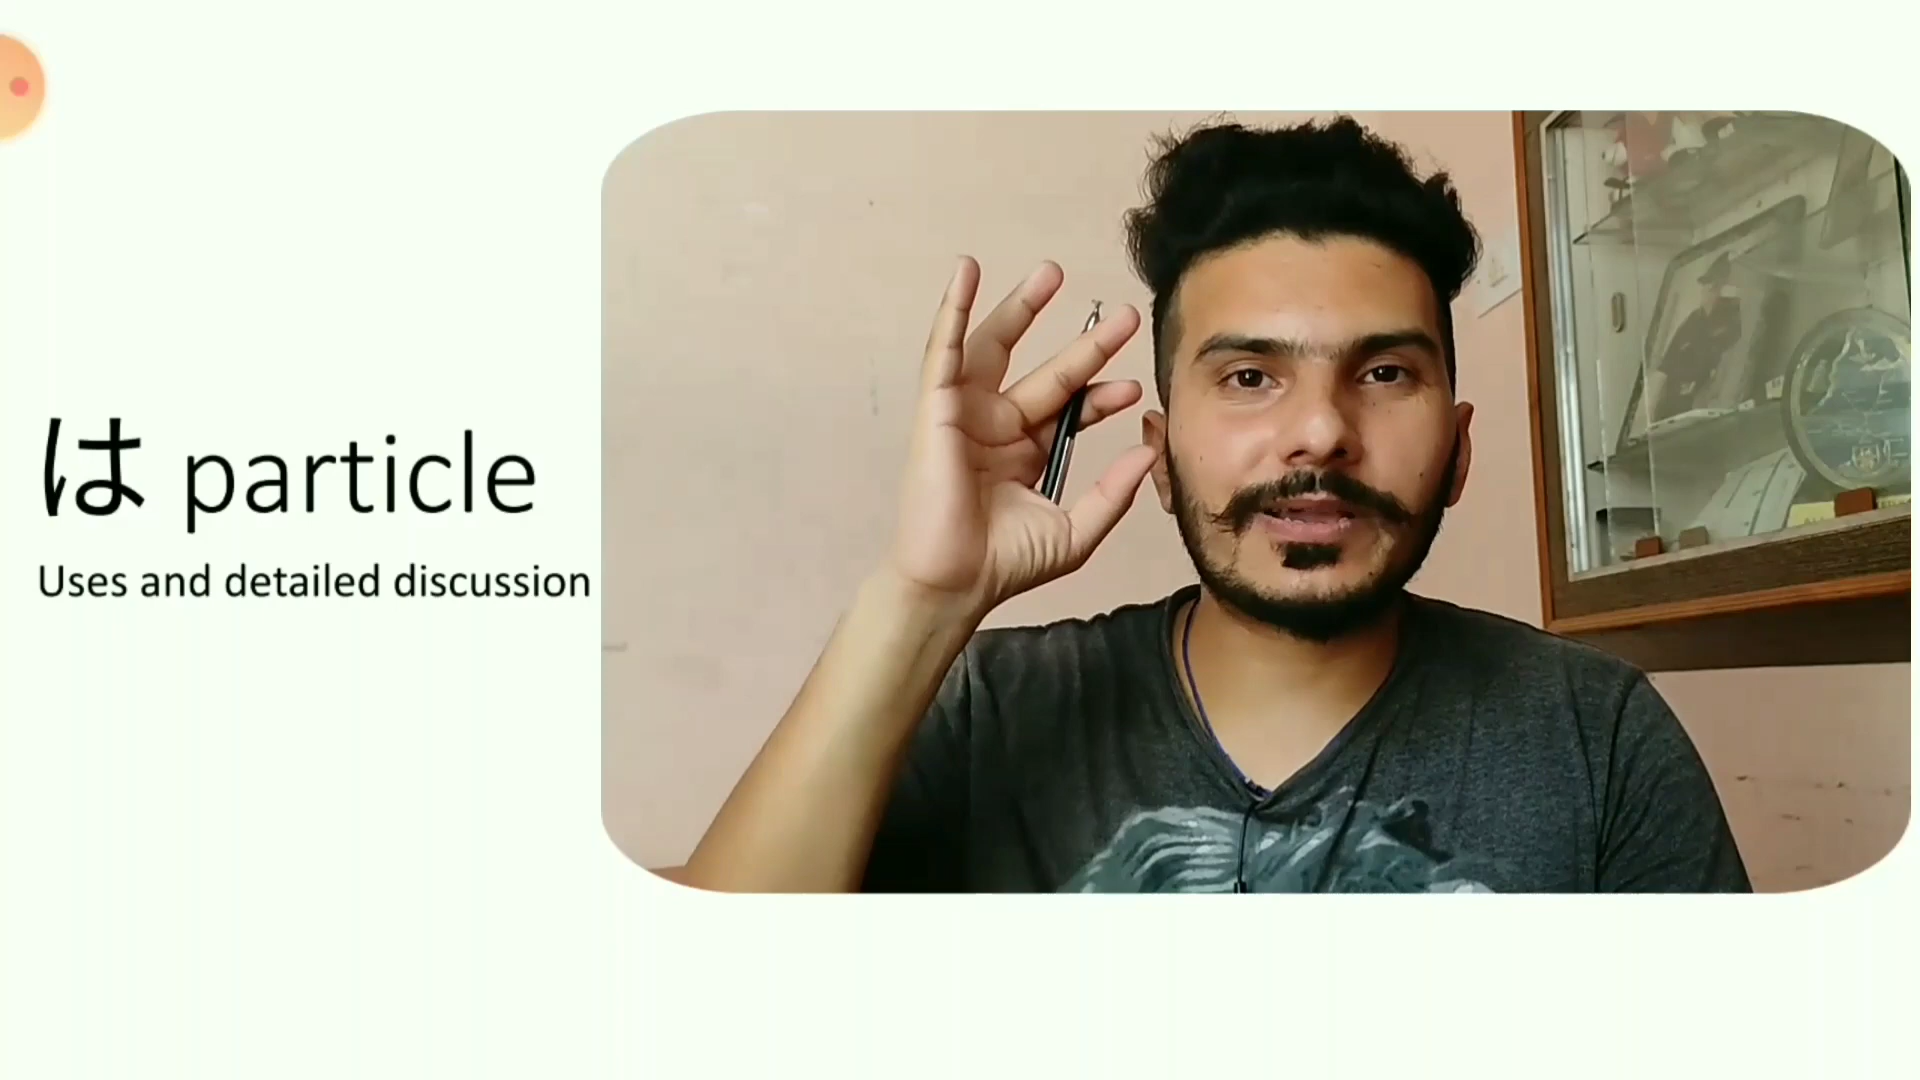 は particle
Uses and detailed discussion